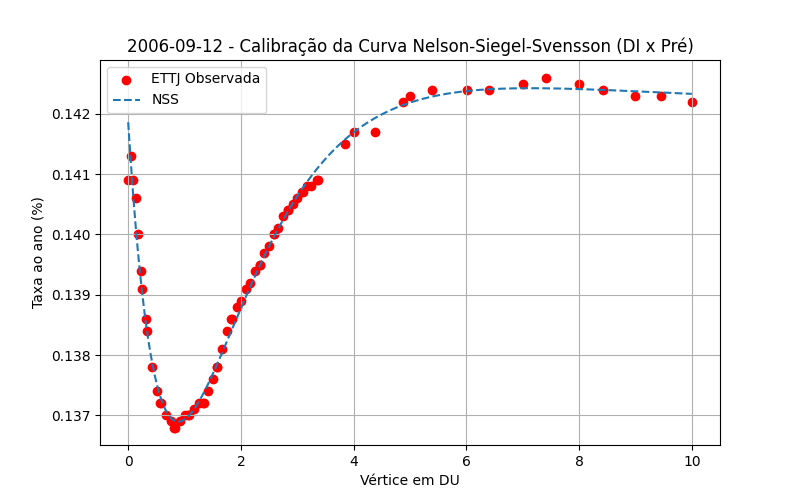 2006-09-12 - Calibração da Curva Nelson-Siegel-Svensson (DI x Pré)
ETTJ Observada
NSS
0.142
0.141
0.140
0.139
0.138
0.137
Taxa ao ano (%)
0 2 4 6 8 10
Vértice em DU